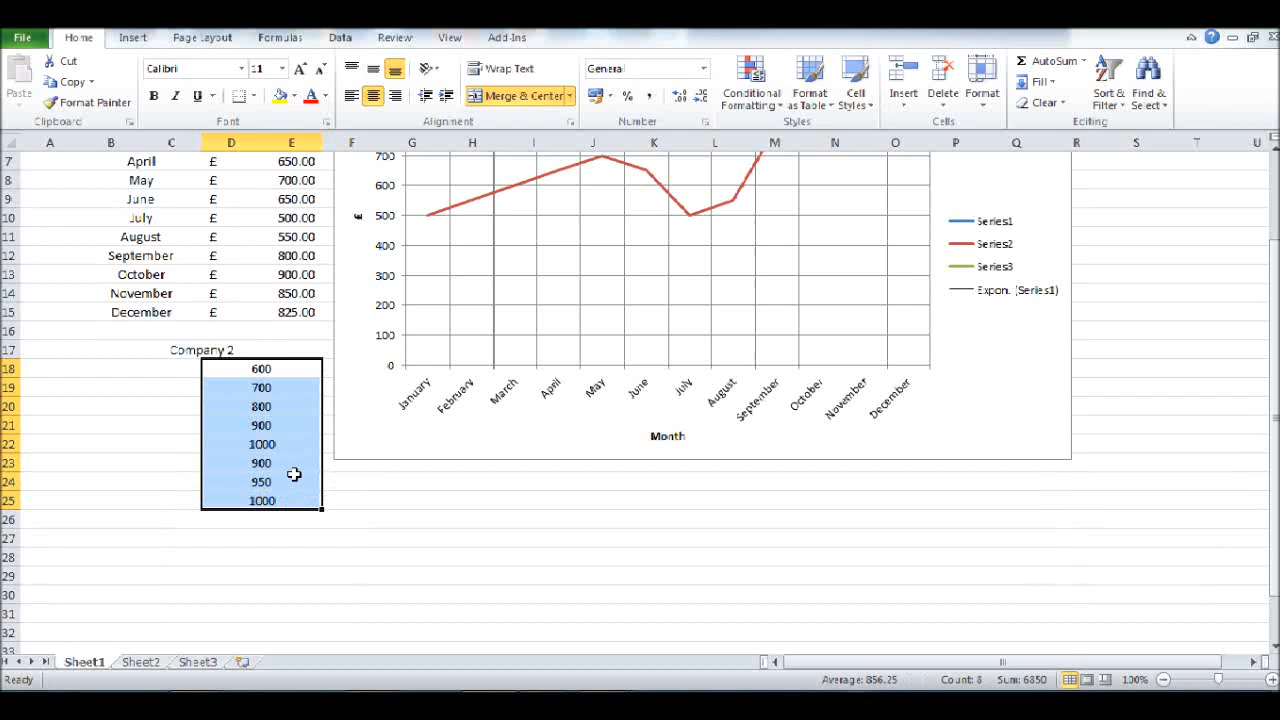 File Home Insert Page Layout Formulas Data Review View Add-Ins
Cut
Copy
Format Painter
Paste
Clipboard
Calibri 11 A A
B I U A
Font
Wrap Text
Merge & Center
Alignment
General
% ,
Number
Conditional Formatting
Format as Table
Cell Styles
Styles
Insert Delete Format
Cells
Σ AutoSum
Fill
Clear
Sort & Filter
Find & Select
Editing
A B C D E F G H I J K L M N O P Q R S T U
7 April £ 650.00
8 May £ 700.00
9 June £ 650.00
10 July £ 500.00
11 August £ 550.00
12 September £ 800.00
13 October £ 900.00
14 November £ 850.00
15 December £ 825.00
16
17 Company 2
18 600
19 700
20 800
21 900
22 1000
23 900
24 950
25 1000
26
27
28
29
30
31
32
33
700
600
500
400
300
200
100
0
£
January February March April May June July August September October November December
Month
Series1
Series2
Series3
Expon. (Series1)
Sheet1 Sheet2 Sheet3
Ready Average: 856.25 Count: 8 Sum: 6850 100%